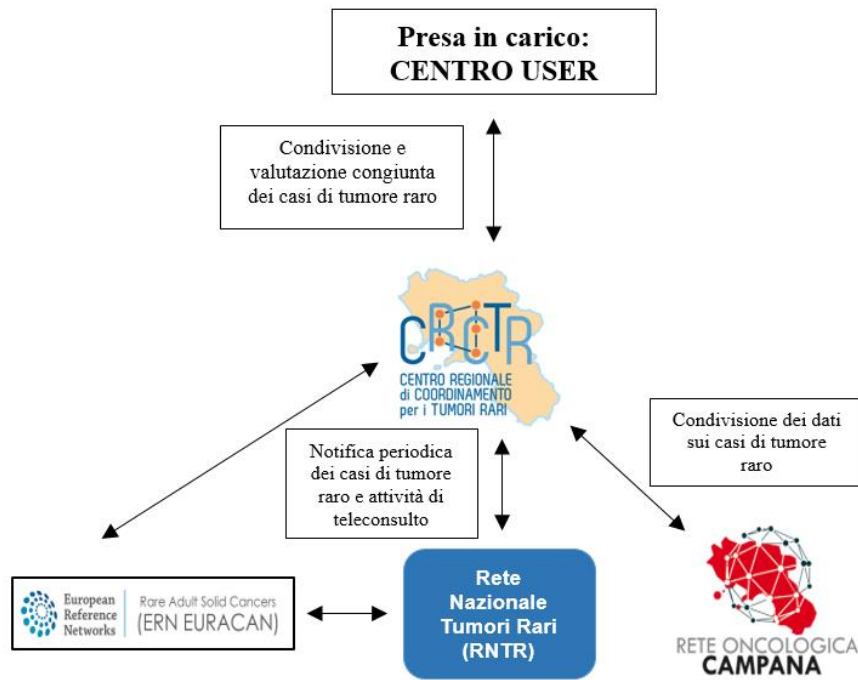 Presa in carico:
CENTRO USER
Condivisione e
valutazione congiunta
dei casi di tumore raro
CRCTR
CENTRO REGIONALE
di COORDINAMENTO
per i TUMORI RARI
Condivisione dei dati
sui casi di tumore
raro
Notifica periodica
dei casi di tumore
raro e attività di
teleconsulto
European
Reference
Networks
Rare Adult Solid Cancers
(ERN EURACAN)
Rete
Nazionale
Tumori Rari
(RNTR)
RETE ONCOLOGICA
CAMPANA